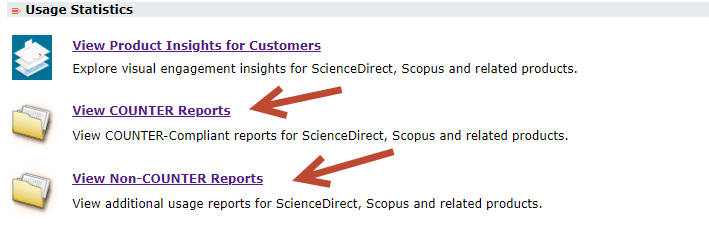 Usage Statistics
View Product Insights for Customers
Explore visual engagement insights for ScienceDirect, Scopus and related products.
View COUNTER Reports
View COUNTER-Compliant reports for ScienceDirect, Scopus and related products.
View Non-COUNTER Reports
View additional usage reports for ScienceDirect, Scopus and related products.